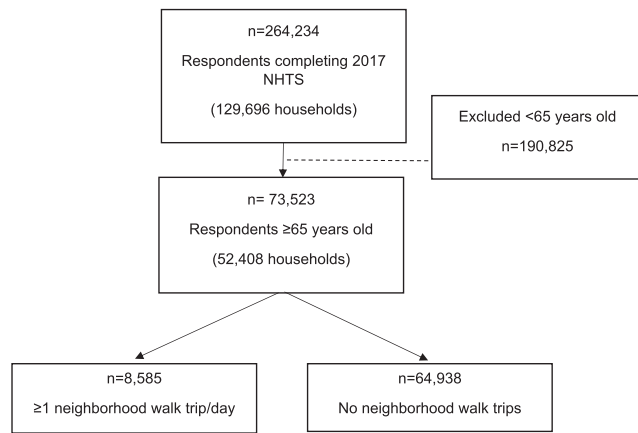 n=264,234
Respondents completing 2017
NHTS
(129,696 households)
Excluded <65 years old
n=190,825
n= 73,523
Respondents ≥65 years old
(52,408 households)
n=8,585
≥1 neighborhood walk trip/day
n=64,938
No neighborhood walk trips